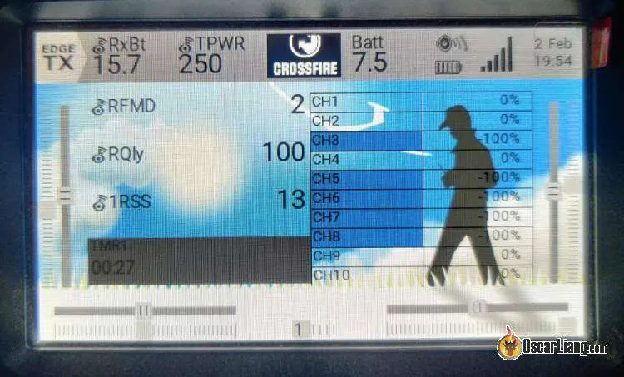 EDGE TX
RxBt 15.7
TPWR 250
CROSSFIRE
Batt 7.5
2 Feb
19:54
RFMD 2
RQly 100
1RSS 13
TMR1
00:27
CH1 0%
CH2 0%
CH3 -100%
CH4 0%
CH5 -100%
CH6 -100%
CH7 -100%
CH8 -100%
CH9 0%
CH10 0%
1
OscarLiang.com